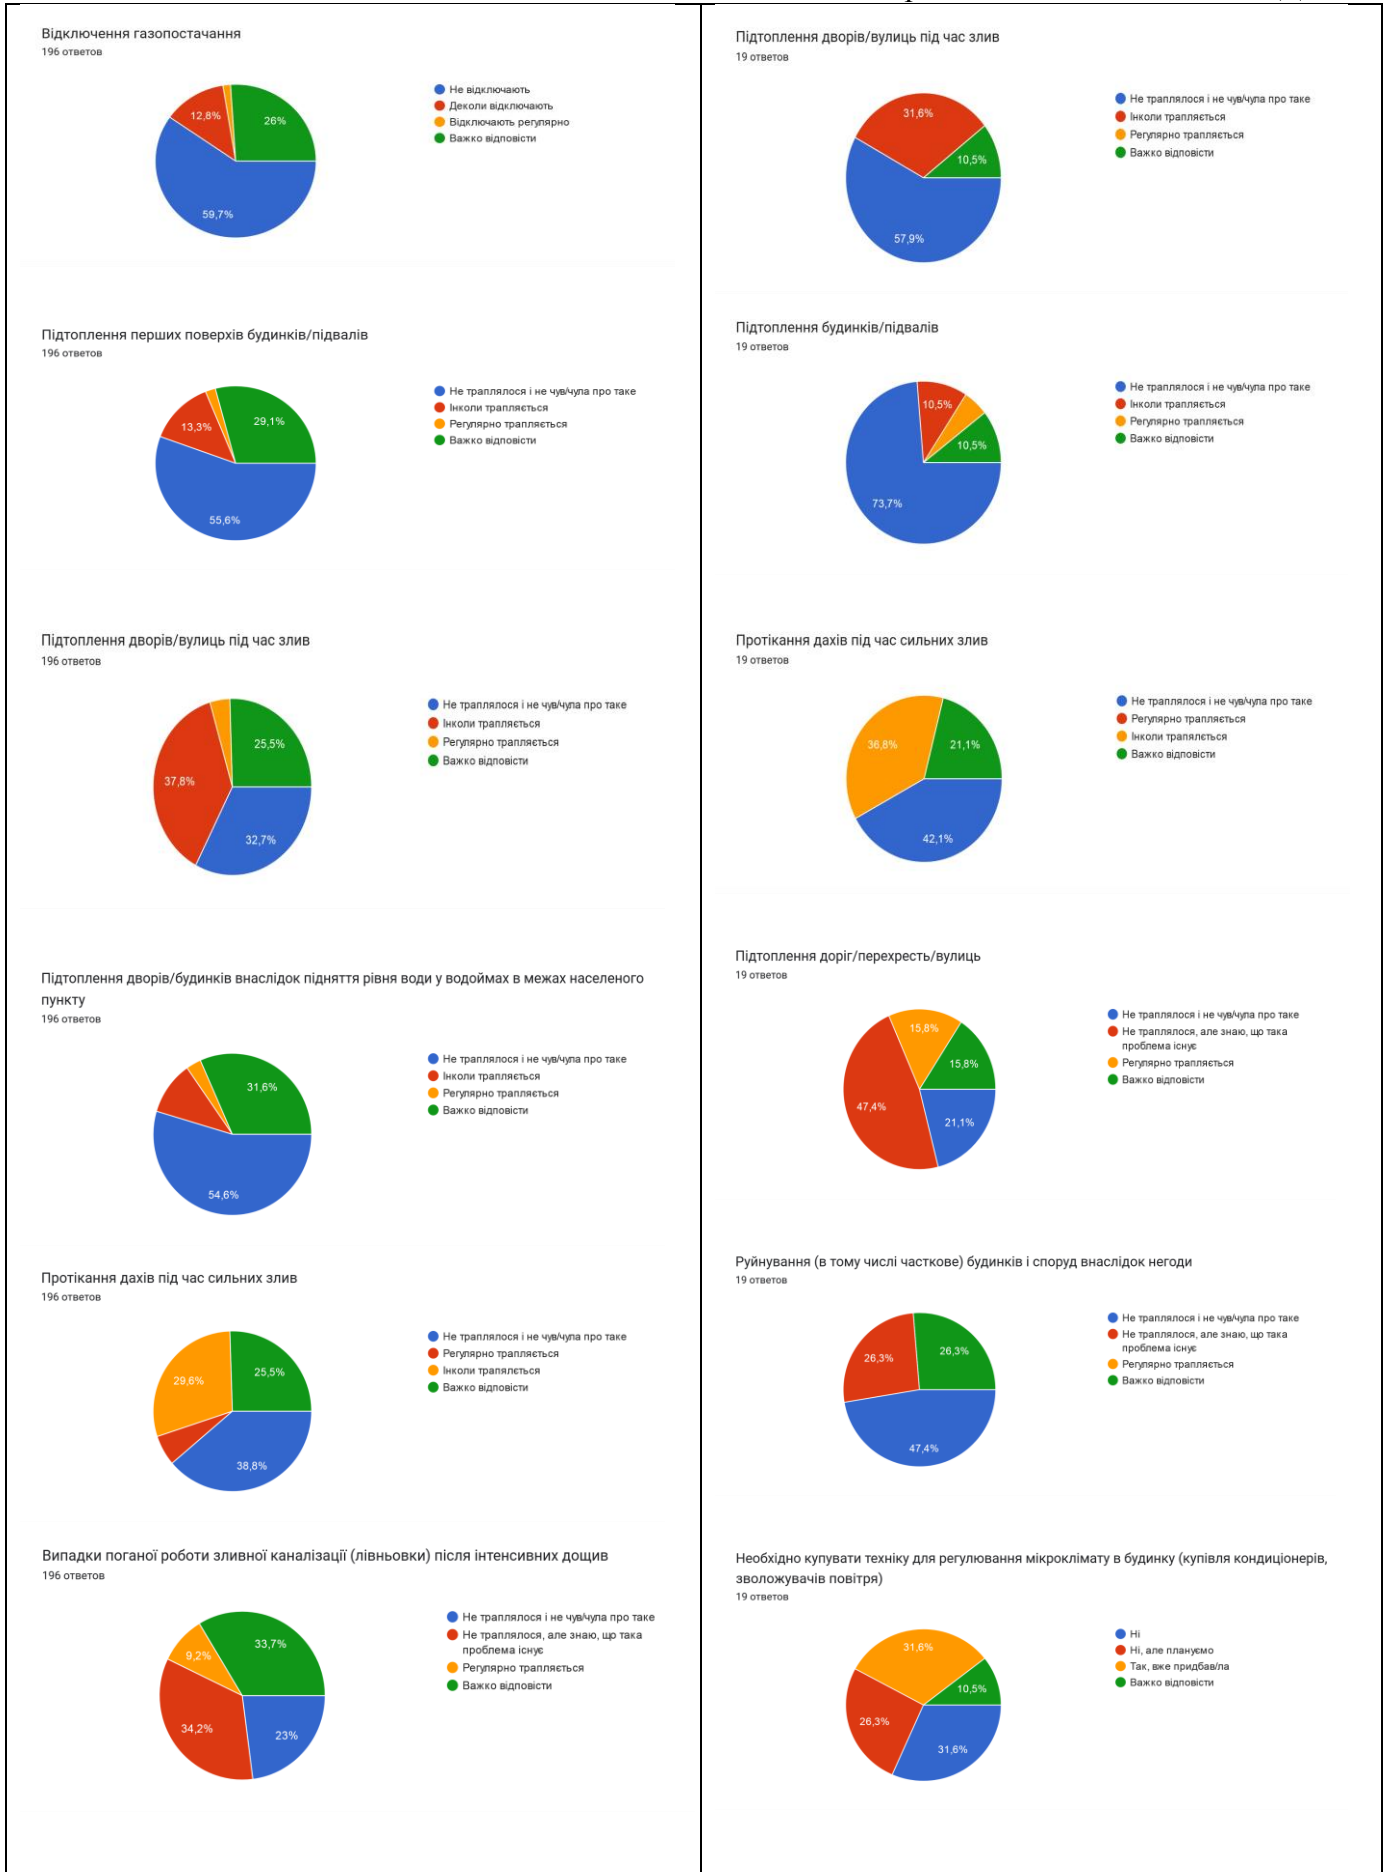 Відключення газопостачання
196 ответов
Не відключають
Деколи відключають
Відключають регулярно
Важко відповісти
12,8%
26%
59,7%
Підтоплення перших поверхів будинків/підвалів
196 ответов
Не траплялося і не чув/чула про таке
Інколи трапляється
Регулярно трапляється
Важко відповісти
13,3%
29,1%
55,6%
Підтоплення дворів/вулиць під час злив
196 ответов
Не траплялося і не чув/чула про таке
Інколи трапляється
Регулярно трапляється
Важко відповісти
25,5%
37,8%
32,7%
Підтоплення дворів/будинків внаслідок підняття рівня води у водоймах в межах населеного
пункту
196 ответов
Не траплялося і не чув/чула про таке
Інколи трапляється
Регулярно трапляється
Важко відповісти
31,6%
54,6%
Протікання дахів під час сильних злив
196 ответов
Не траплялося і не чув/чула про таке
Регулярно трапляється
Інколи трапялється
Важко відповісти
29,6%
25,5%
38,8%
Випадки поганої роботи зливної каналізації (лівньовки) після інтенсивних дощив
196 ответов
Не траплялося і не чув/чула про таке
Не траплялося, але знаю, що така
проблема існує
Регулярно трапляється
Важко відповісти
9,2%
33,7%
34,2%
23%
Підтоплення дворів/вулиць під час злив
19 ответов
Не траплялося і не чув/чула про таке
Інколи трапляється
Регулярно трапляється
Важко відповісти
31,6%
10,5%
57,9%
Підтоплення будинків/підвалів
19 ответов
Не траплялося і не чув/чула про таке
Інколи трапляється
Регулярно трапляється
Важко відповісти
10,5%
10,5%
73,7%
Протікання дахів під час сильних злив
19 ответов
Не траплялося і не чув/чула про таке
Регулярно трапляється
Інколи трапялється
Важко відповісти
36,8%
21,1%
42,1%
Підтоплення доріг/перехресть/вулиць
19 ответов
Не траплялося і не чув/чула про таке
Не траплялося, але знаю, що така
проблема існує
Регулярно трапляється
Важко відповісти
15,8%
15,8%
47,4%
21,1%
Руйнування (в тому числі часткове) будинків і споруд внаслідок негоди
19 ответов
Не траплялося і не чув/чула про таке
Не траплялося, але знаю, що така
проблема існує
Регулярно трапляється
Важко відповісти
26,3%
26,3%
47,4%
Необхідно купувати техніку для регулювання мікроклімату в будинку (купівля кондиціонерів,
зволожувачів повітря)
19 ответов
Ні
Ні, але плануємо
Так, вже придбав/ла
Важко відповісти
31,6%
10,5%
26,3%
31,6%